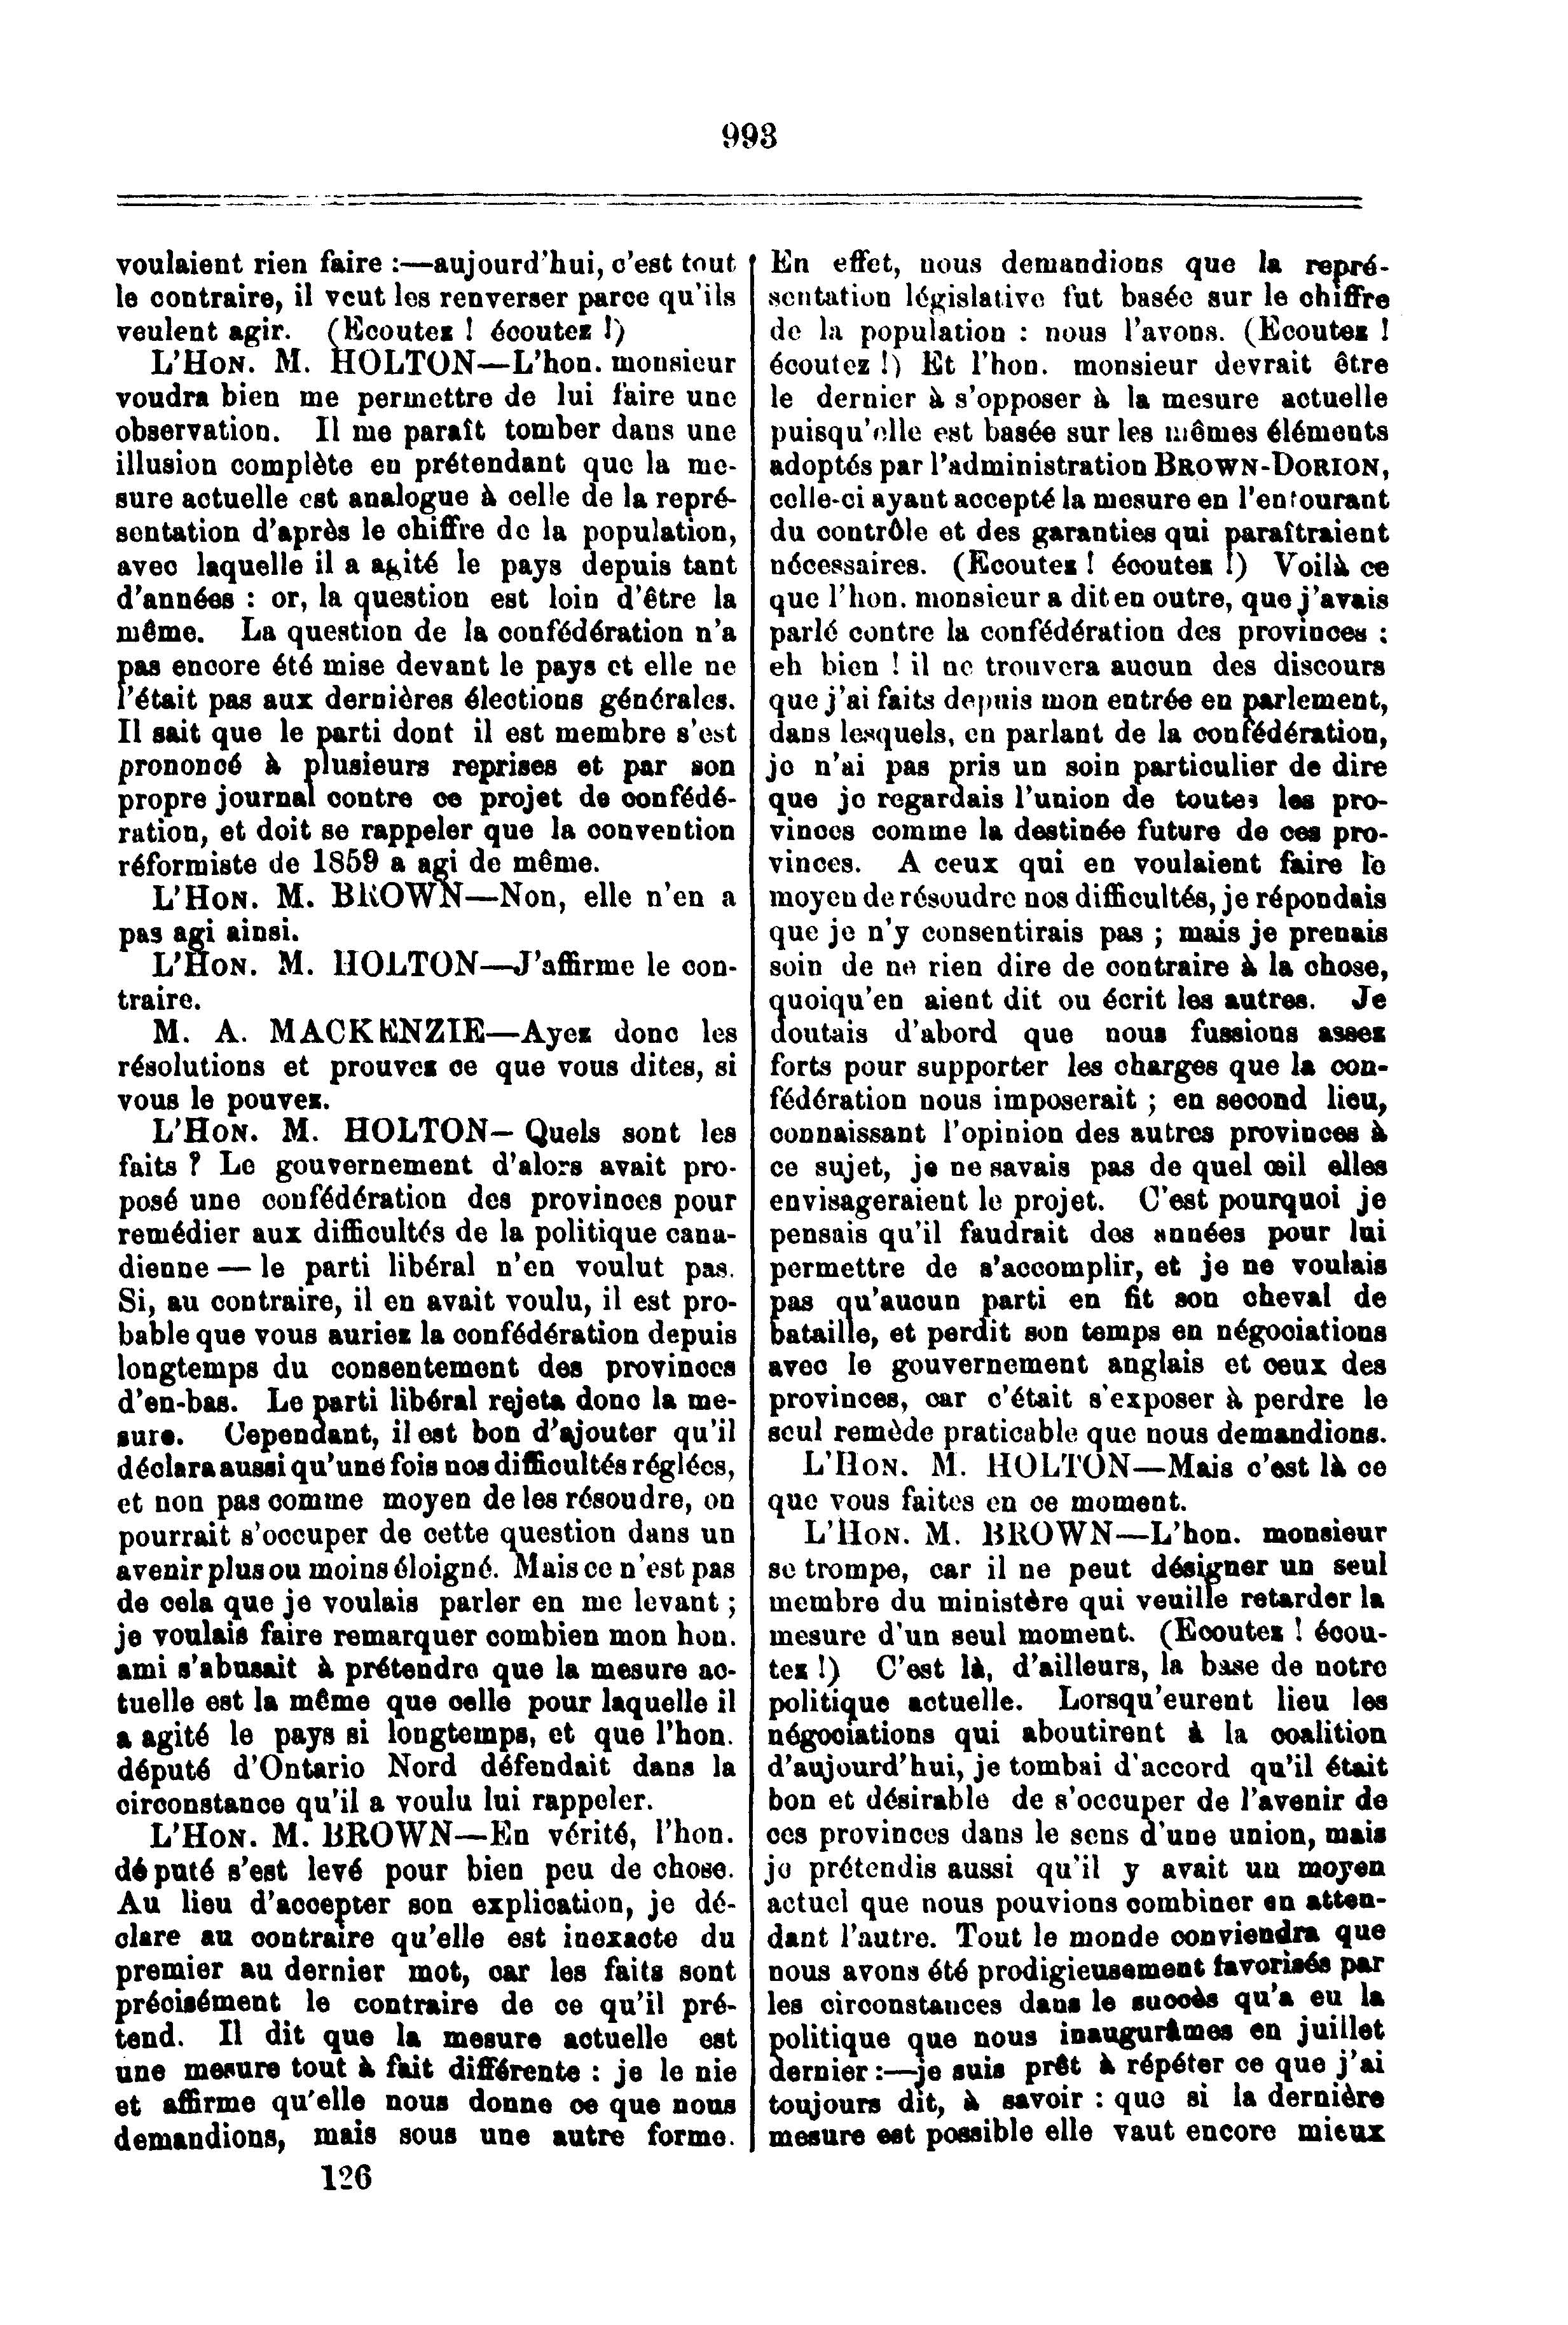 993
voulaient rien faire :—aujourd'hui, c'est tout
le contraire, il veut les renverser parce qu'ils
veulent agir. (Ecoutez ! écoutez !)
L'HON. M. HOLTON—L'hon. monsieur
voudra bien me permettre de lui faire une
observation. Il me paraît tomber dans une
illusion complète en prétendant que la me-
sure actuelle est analogue à celle de la repré-
sentation d'après le chiffre de la population,
avec laquelle il a agité le pays depuis tant
d'années : or, la question est loin d'être la
même. La question de la confédération n'a
pas encore été mise devant le pays et elle ne
l'était pas aux dernières élections générales.
Il sait que le parti dont il est membre s'est
prononcé à plusieurs reprises et par son
propre journal contre ce projet de confédé-
ration, et doit se rappeler que la convention
réformiste de 1859 a agi de même.
L'HON. M. BROWN—Non, elle n'en a
pas agi ainsi.
L'HON. M. HOLTON—J'affirme le con-
traire.
M. A. MACKENZIE—Ayez donc les
résolutions et prouvez ce que vous dites, si
vous le pouvez.
L'HON. M. HOLTON—Quels sont les
faits ? Le gouvernement d'alors avait pro-
posé une confédération des provinces pour
remédier aux difficultés de la politique cana-
dienne — le parti libéral n'en voulut pas.
Si, au contraire, il en avait voulu, il est pro-
bable que vous auriez la confédération depuis
longtemps du consentement des provinces
d'en-bas. Le parti libéral rejeta donc la me-
sure. Cependant, il est bon d'ajouter qu'il
déclara aussi qu'une fois nos difficultés réglées,
et non pas comme moyen de les résoudre, on
pourrait s'occuper de cette question dans un
avenir plus ou moins éloigné. Mais ce n'est pas
de cela que je voulais parler en me levant ;
je voulais faire remarquer combien mon hon.
ami s'abusait à prétendre que la mesure ac-
tuelle est la même que celle pour laquelle il
a agité le pays si longtemps, et que l'hon.
député d'Ontario Nord défendait dans la
circonstance qu'il a voulu lui rappeler.
L'HON. M. BROWN—En vérité, l'hon.
député s'est levé pour bien peu de chose.
Au lieu d'accepter son explication, je dé-
clare au contraire qu'elle est inexacte du
premier au dernier mot, car les faits sont
précisément le contraire de ce qu'il pré-
tend. Il dit que la mesure actuelle est
une mesure tout à fait différente : je le nie
et affirme qu'elle nous donne ce que nous
demandions, mais sous une autre forme.
126
En effet, nous demandions que la repré-
sentation législative fut basée sur le chiffre
de la population : nous l'avons. (Ecoutez !
écoutez !) Et l'hon. monsieur devrait être
le dernier à s'opposer à la mesure actuelle
puisqu'elle est basée sur les mêmes éléments
adoptés par l'administration BROWN-DORION,
celle-ci ayant accepté la mesure en l'entourant
du contrôle et des garanties qui paraîtraient
nécessaires. (Ecoutez ! écoutez !) Voilà ce
que l'hon. monsieur a dit en outre, que j'avais
parlé contre la confédération des provinces :
eh bien ! il ne trouvera aucun des discours
que j'ai faits depuis mon entrée en parlement,
dans lesquels, en parlant de la confédération,
je n'ai pas pris un soin particulier de dire
que je regardais l'union de toutes les pro-
vinces comme la destinée future de ces pro-
vinces. A ceux qui en voulaient faire le
moyen de résoudre nos difficultés, je répondais
que je n'y consentirais pas ; mais je prenais
soin de ne rien dire de contraire à la chose,
quoiqu'en aient dit ou écrit les autres. Je
doutais d'abord que nous fussions assez
forts pour supporter les charges que la con-
fédération nous imposerait ; en second lieu,
connaissant l'opinion des autres provinces à
ce sujet, je ne savais pas de quel œil elles
envisageraient le projet. C'est pourquoi je
pensais qu'il faudrait des années pour lui
permettre de s'accomplir, et je ne voulais
pas qu'aucun parti en fit son cheval de
bataille, et perdit son temps en négociations
avec le gouvernement anglais et ceux des
provinces, car c'était s'exposer à perdre le
seul remède praticable que nous demandions.
L'HON. M. HOLTON—Mais c'est là ce
que vous faites en ce moment.
L'HON. M. BROWN—L'hon. monsieur
se trompe, car il ne peut désigner un seul
membre du ministère qui veuille retarder la
mesure d'un seul moment. (Ecoutez ! écou-
tez !) C'est là, d'ailleurs, la base de notre
politique actuelle. Lorsqu'eurent lieu les
négociations qui aboutirent à la coalition
d'aujourd'hui, je tombai d'accord qu'il était
bon et désirable de s'occuper de l'avenir de
ces provinces dans le sens d'une union, mais
je prétendis aussi qu'il y avait un moyen
actuel que nous pouvions combiner en atten-
dant l'autre. Tout le monde conviendra que
nous avons été prodigieusement favorisés par
les circonstances dans le succès qu'a eu la
politique que nous inaugurâmes en juillet
dernier :—je suis prêt à répéter ce que j'ai
toujours dit, à savoir : que si la dernière
mesure est possible elle vaut encore mieux